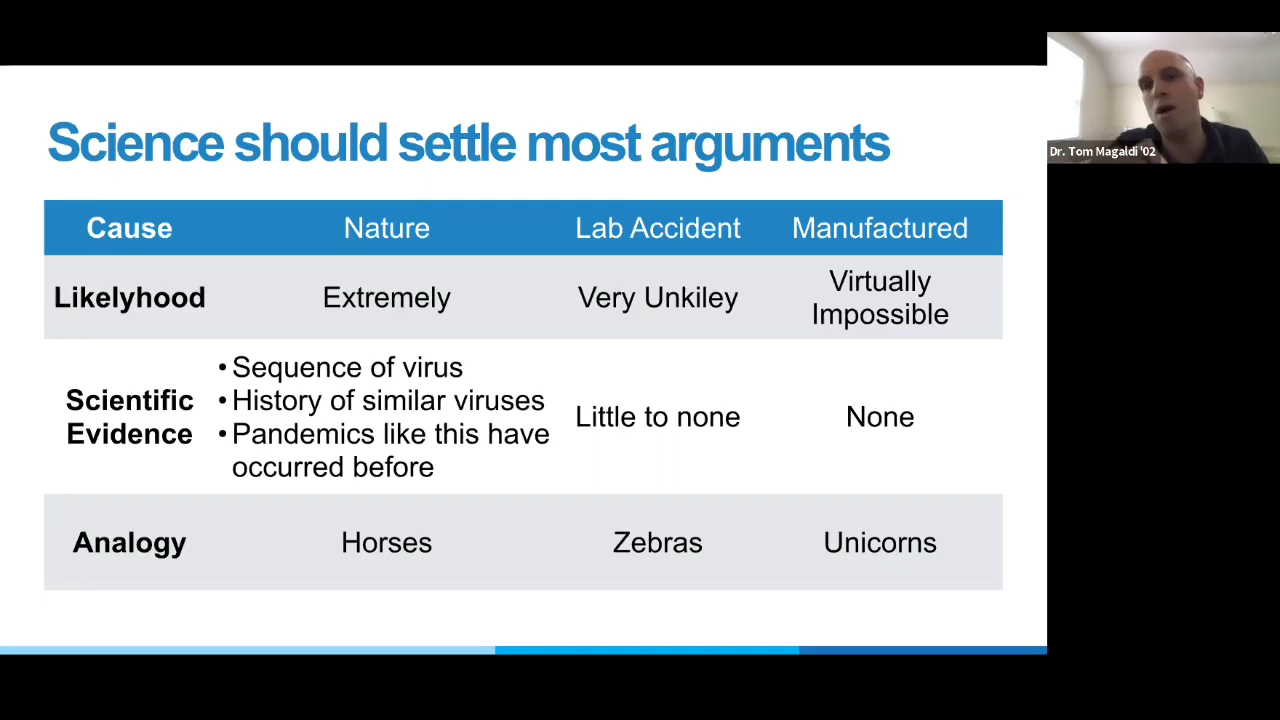 Dr. Tom Magaldi '02
Science should settle most arguments
Cause Nature Lab Accident Manufactured
Likelyhood Extremely Very Unkiley Virtually
Impossible
Scientific
Evidence
• Sequence of virus
• History of similar viruses
• Pandemics like this have
occurred before
Little to none
None
Analogy Horses Zebras Unicorns